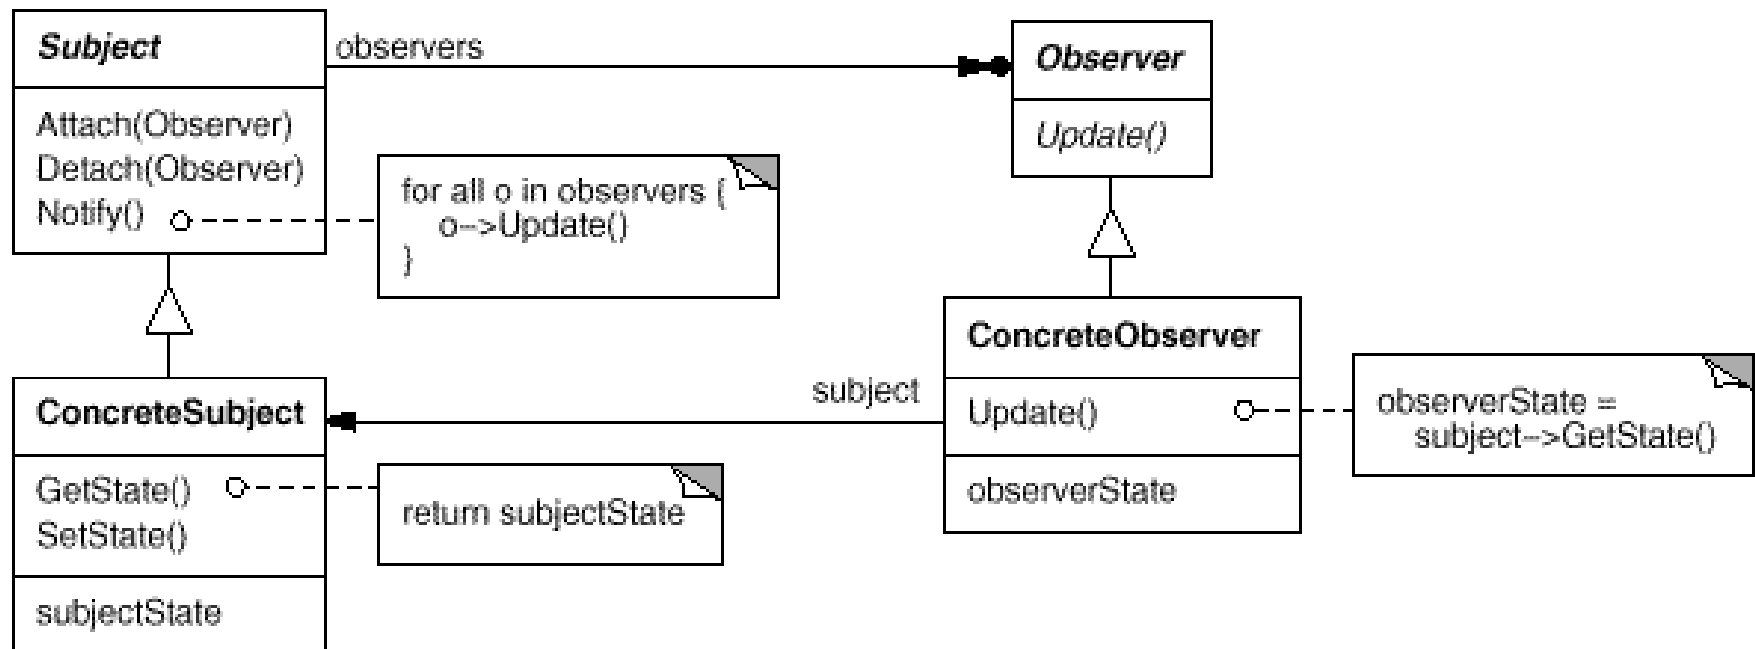 Subject
observers
Observer
Attach(Observer)
Detach(Observer)
Notify()
for all o in observers {
o-->Update()
}
Update()
ConcreteSubject
GetState()
SetState()
subjectState
return subjectState
subject
ConcreteObserver
Update()
observerState
observerState =
subject-->GetState()